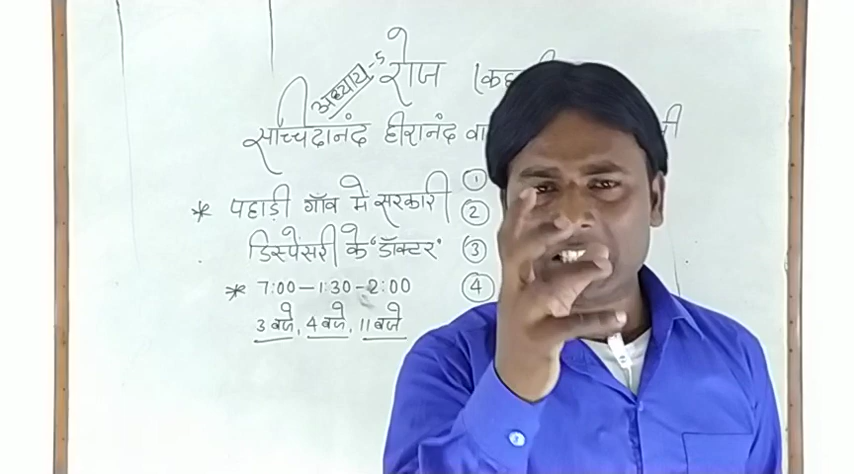 अध्याय-5 रोज
सच्चिदानंद हीरानंद
* पहाड़ी गाँव में सरकारी
डिस्पेंसरी के 'डॉक्टर'
* 7:00-1:30-2:00
3 बजे, 4 बजे, 11 बजे
①
②
③
④